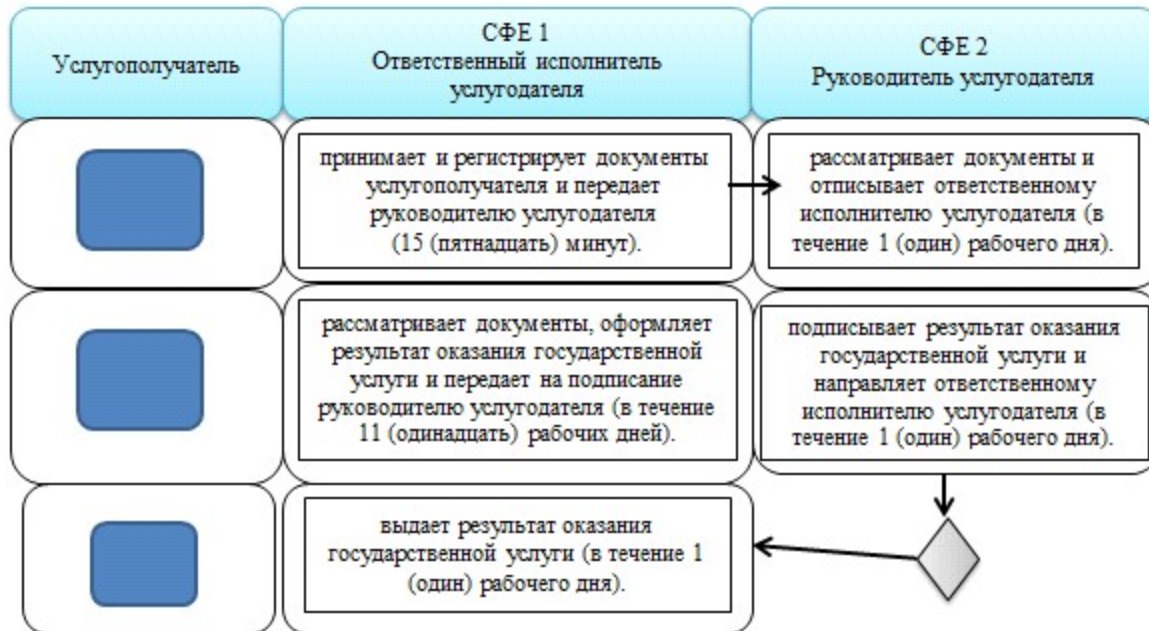 Услугополучатель
СФЕ 1
Ответственный исполнитель
услугодателя
СФЕ 2
Руководитель услугодателя
принимает и регистрирует документы
услугополучателя и передает
руководителю услугодателя
(15 (пятнадцать) минут).
рассматривает документы и
отписывает ответственному
исполнителю услугодателя (в
течение 1 (один) рабочего дня).
рассматривает документы, оформляет
результат оказания государственной
услуги и передает на подписание
руководителю услугодателя (в течение
11 (одинадцать) рабочих дней).
подписывает результат оказания
государственной услуги и
направляет ответственному
исполнителю услугодателя (в
течение 1 (один) рабочего дня).
выдает результат оказания
государственной услуги (в течение 1
(один) рабочего дня).